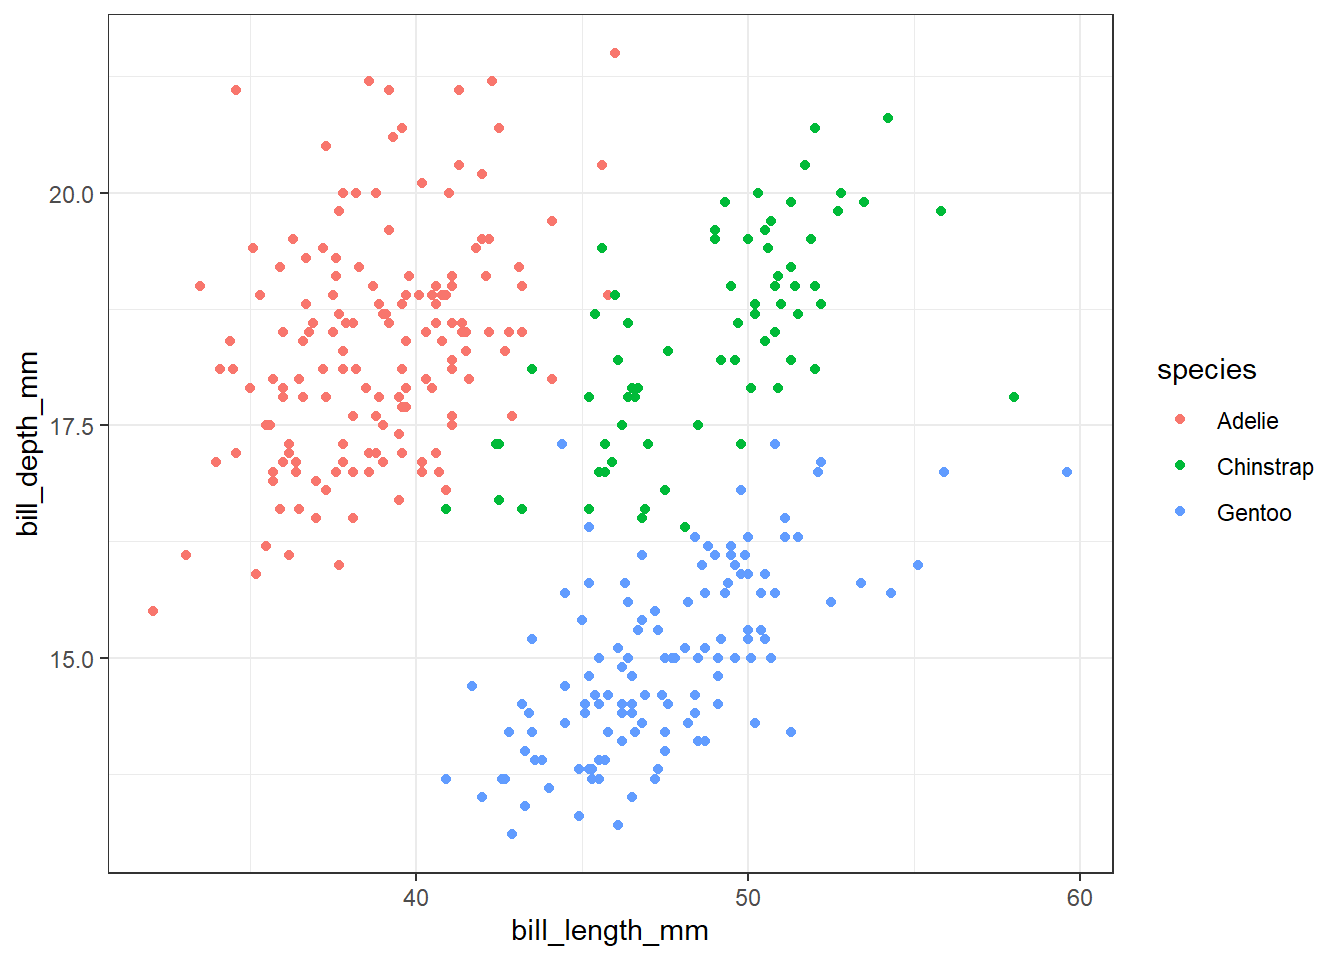 20.0
17.5
15.0
bill_depth_mm
40
50
60
bill_length_mm
species
Adelie
Chinstrap
Gentoo